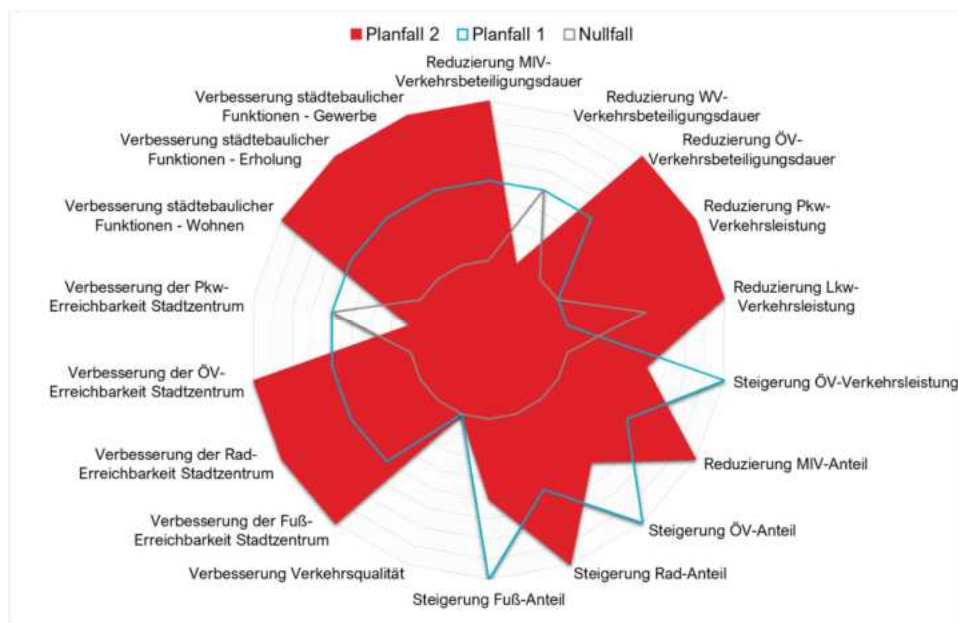 Planfall 2 Planfall 1 Nullfall
Reduzierung MIV-
Verkehrsbeteiligungsdauer
Reduzierung WV-
Verkehrsbeteiligungsdauer
Reduzierung ÖV-
Verkehrsbeteiligungsdauer
Reduzierung Pkw-
Verkehrsleistung
Reduzierung Lkw-
Verkehrsleistung
Steigerung ÖV-Verkehrsleistung
Reduzierung MIV-Anteil
Steigerung ÖV-Anteil
Steigerung Rad-Anteil
Steigerung Fuß-Anteil
Verbesserung Verkehrsqualität
Verbesserung der Fuß-
Erreichbarkeit Stadtzentrum
Verbesserung der Rad-
Erreichbarkeit Stadtzentrum
Verbesserung der ÖV-
Erreichbarkeit Stadtzentrum
Verbesserung der Pkw-
Erreichbarkeit Stadtzentrum
Verbesserung städtebaulicher
Funktionen - Wohnen
Verbesserung städtebaulicher
Funktionen - Erholung
Verbesserung städtebaulicher
Funktionen - Gewerbe